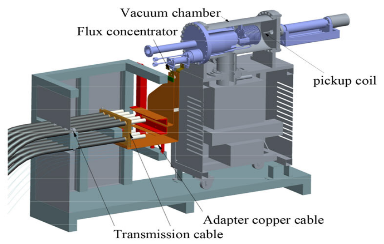 Vacuum chamber
Flux concentrator
pickup coil
Adapter copper cable
Transmission cable